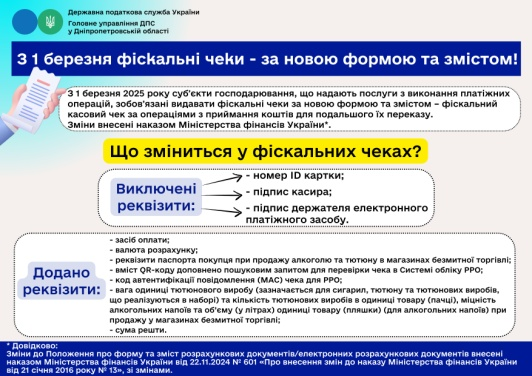 Державна податкова служба України
Головне управління ДПС
у Дніпропетровській області
З 1 березня фіскальні чеки - за новою формою та змістом!
З 1 березня 2025 року суб'єкти господарювання, що надають послуги з виконання платіжних
операцій, зобов'язані видавати фіскальні чеки за новою формою та змістом – фіскальний
касовий чек за операціями з приймання коштів для подальшого їх переказу.
Зміни внесені наказом Міністерства фінансів України*.
Що зміниться у фіскальних чеках?
Виключені
реквізити:
- номер ID картки;
- підпис касира;
- підпис держателя електронного
платіжного засобу.
Додано
реквізити:
- засіб оплати;
- валюта розрахунку;
- реквізити паспорта покупця при продажу алкоголю та тютюну в магазинах безмитної торгівлі;
- вміст QR-коду доповнено пошуковим запитом для перевірки чека в Системі обліку РРО;
- код автентифікації повідомлення (MAC) чека для РРО;
- вага одиниці тютюнового виробу (зазначається для сигарил, тютюну та тютюнових виробів,
що реалізуються в наборі) та кількість тютюнових виробів в одиниці товару (пачці), міцність
алкогольних напоїв та об'єму (у літрах) одиниці товару (пляшки) (для алкогольних напоїв) при
продажу у магазинах безмитної торгівлі;
- сума решти.
* Довідково:
Зміни до Положення про форму та зміст розрахункових документів/електронних розрахункових документів внесені
наказом Міністерства фінансів України від 22.11.2024 № 601 «Про внесення змін до наказу Міністерства фінансів України
від 21 січня 2016 року № 13», зі змінами.